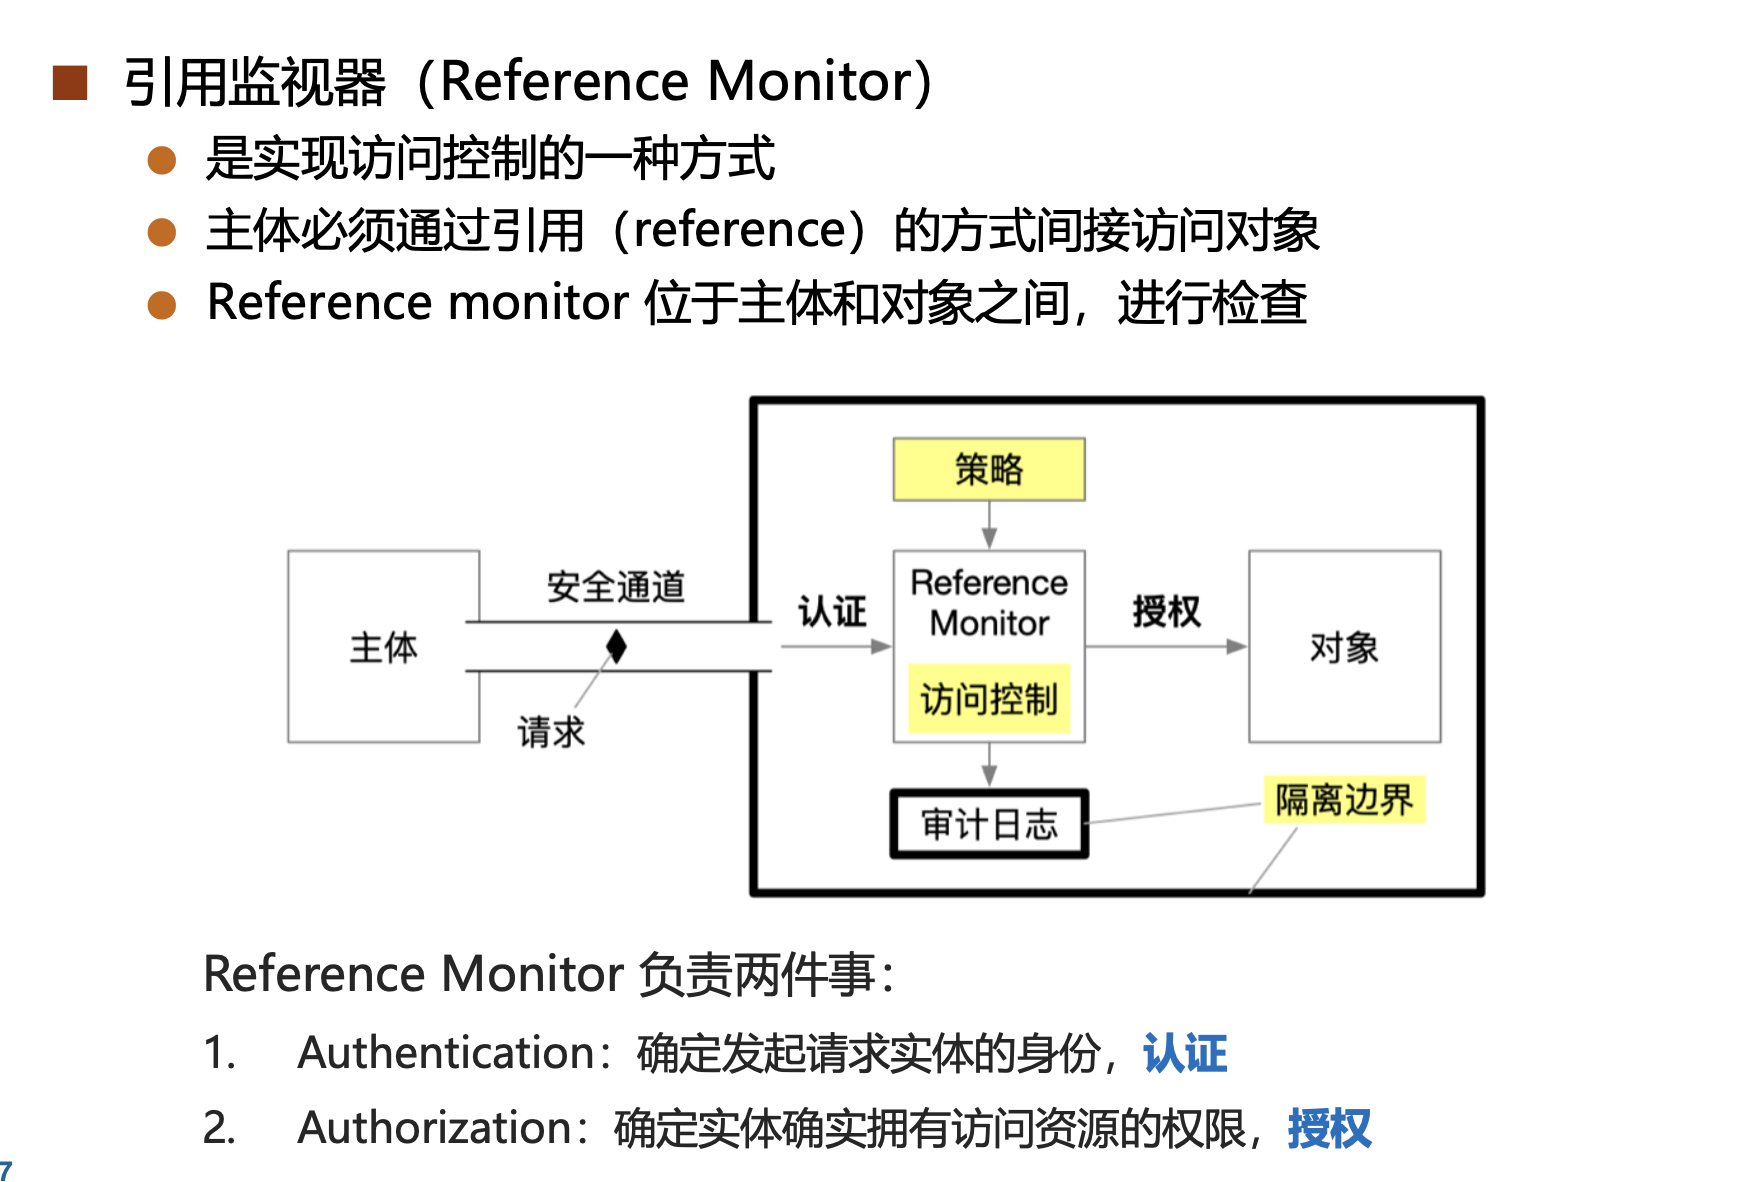 引用监视器（Reference Monitor）
是实现访问控制的一种方式
主体必须通过引用（reference）的方式间接访问对象
Reference monitor 位于主体和对象之间，进行检查
策略
主体
安全通道
请求
认证
Reference
Monitor
访问控制
授权
对象
审计日志
隔离边界
Reference Monitor 负责两件事：
1. Authentication：确定发起请求实体的身份，认证
2. Authorization：确定实体确实拥有访问资源的权限，授权
7